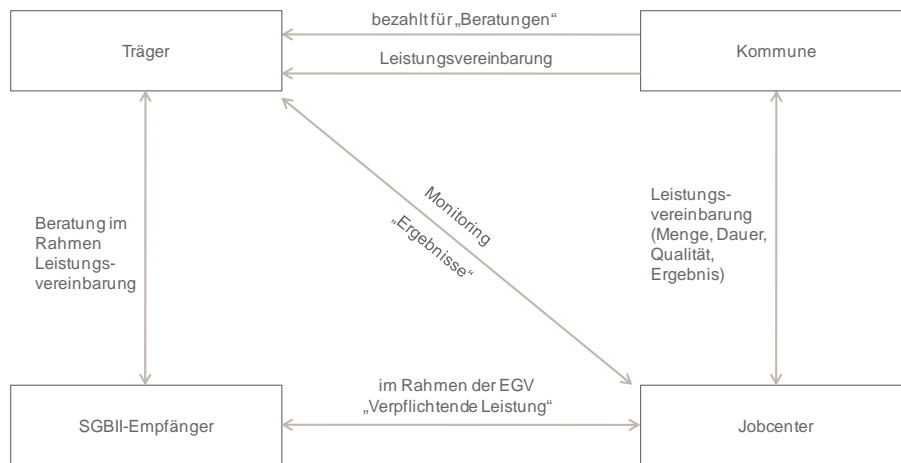 bezahlt für „Beratungen“
Träger
Kommune
Leistungsvereinbarung
Monitoring
„Ergebnisse“
Beratung im
Rahmen
Leistungs-
vereinbarung
Leistungs-
vereinbarung
(Menge, Dauer,
Qualität,
Ergebnis)
im Rahmen der EGV
„Verpflichtende Leistung“
SGBII-Empfänger
Jobcenter